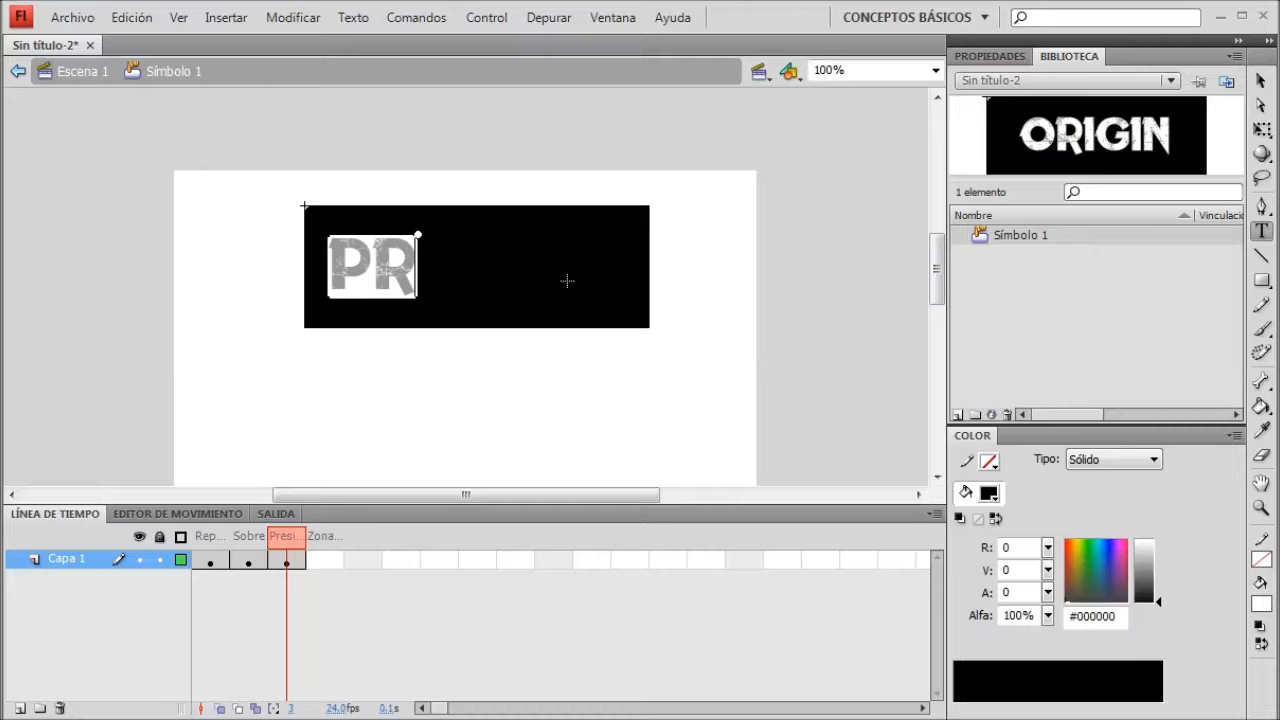 Fl Archivo Edición Ver Insertar Modificar Texto Comandos Control Depurar Ventana Ayuda CONCEPTOS BÁSICOS
Sin título-2*
Escena 1 Símbolo 1 100%
PROPIEDADES BIBLIOTECA
Sin título-2
ORIGIN
1 elemento
Nombre Vinculació
Símbolo 1
PR
COLOR
Tipo: Sólido
R: 0
V: 0
A: 0
Alfa: 100% #000000
LÍNEA DE TIEMPO EDITOR DE MOVIMIENTO SALIDA
Rep... Sobre Presi... Zona...
Capa 1
3 24.0fps 0.1s